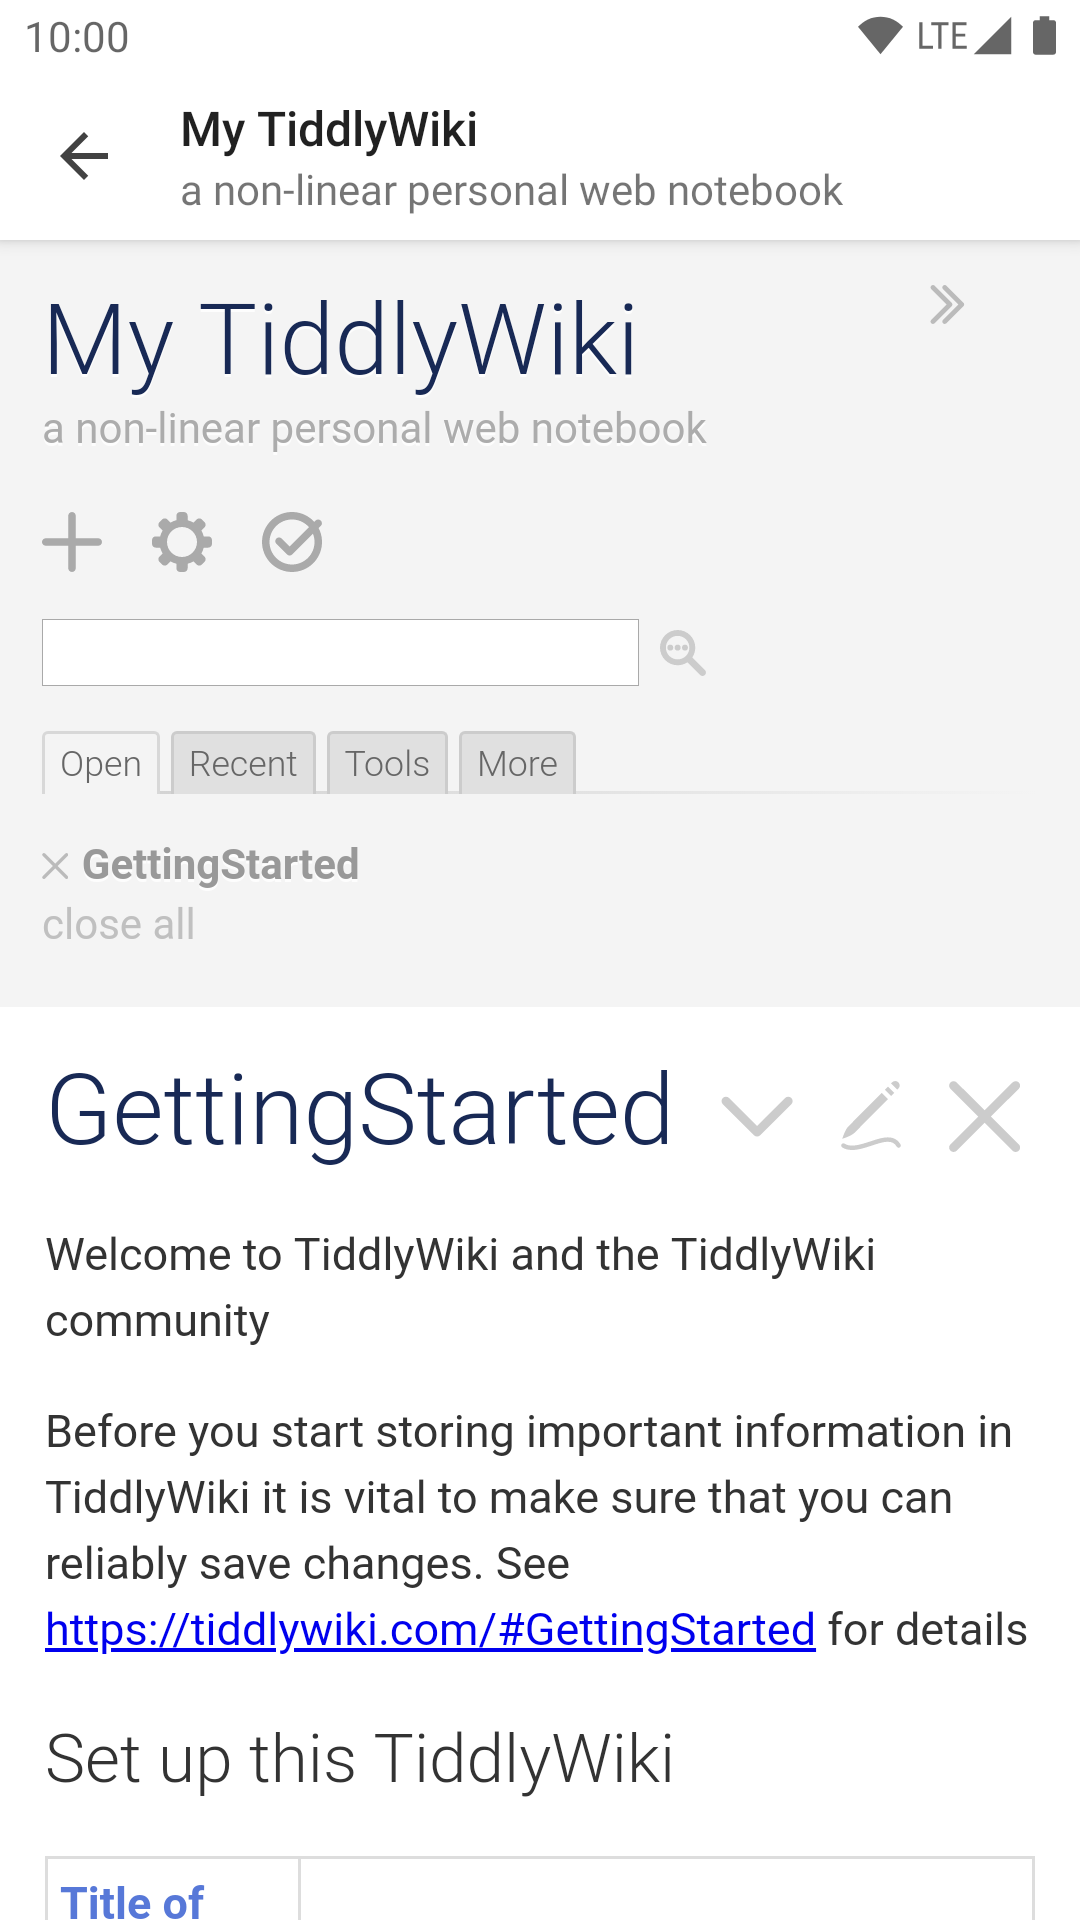 10:00
LTE
My TiddlyWiki
a non-linear personal web notebook
My TiddlyWiki
a non-linear personal web notebook
Open Recent Tools More
GettingStarted
close all
GettingStarted
Welcome to TiddlyWiki and the TiddlyWiki
community
Before you start storing important information in
TiddlyWiki it is vital to make sure that you can
reliably save changes. See
https://tiddlywiki.com/#GettingStarted for details
Set up this TiddlyWiki
Title of